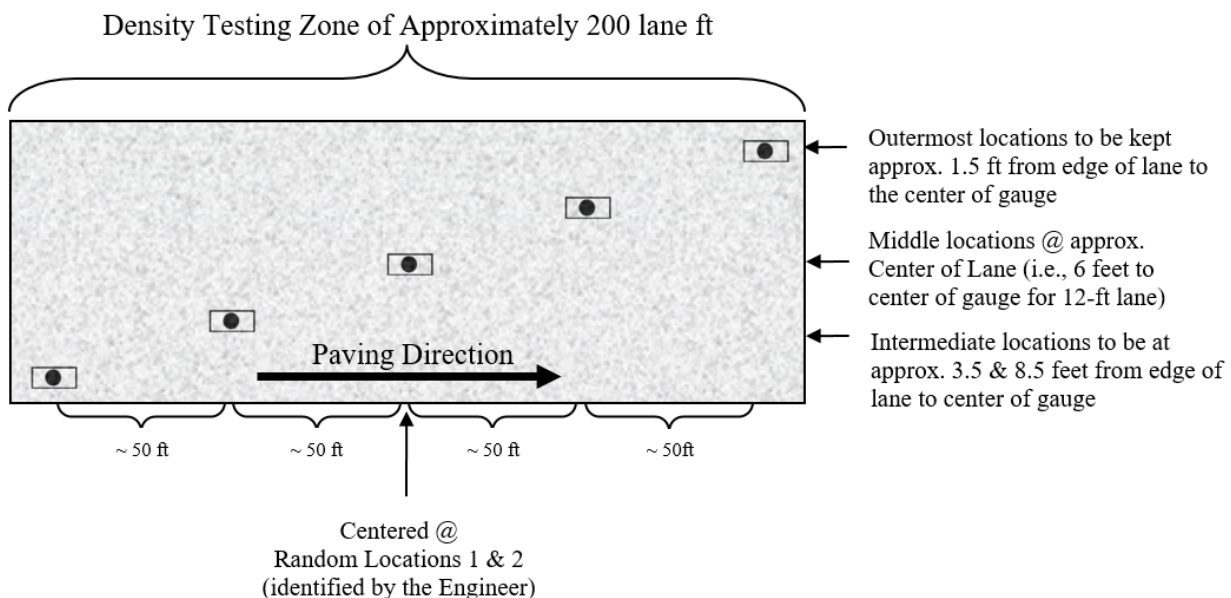 Density Testing Zone of Approximately 200 lane ft
Outermost locations to be kept
approx. 1.5 ft from edge of lane to
the center of gauge
Middle locations @ approx.
Center of Lane (i.e., 6 feet to
center of gauge for 12-ft lane)
Intermediate locations to be at
approx. 3.5 & 8.5 feet from edge of
lane to center of gauge
Paving Direction
~ 50 ft
~ 50 ft
~ 50 ft
~ 50ft
Centered @
Random Locations 1 & 2
(identified by the Engineer)